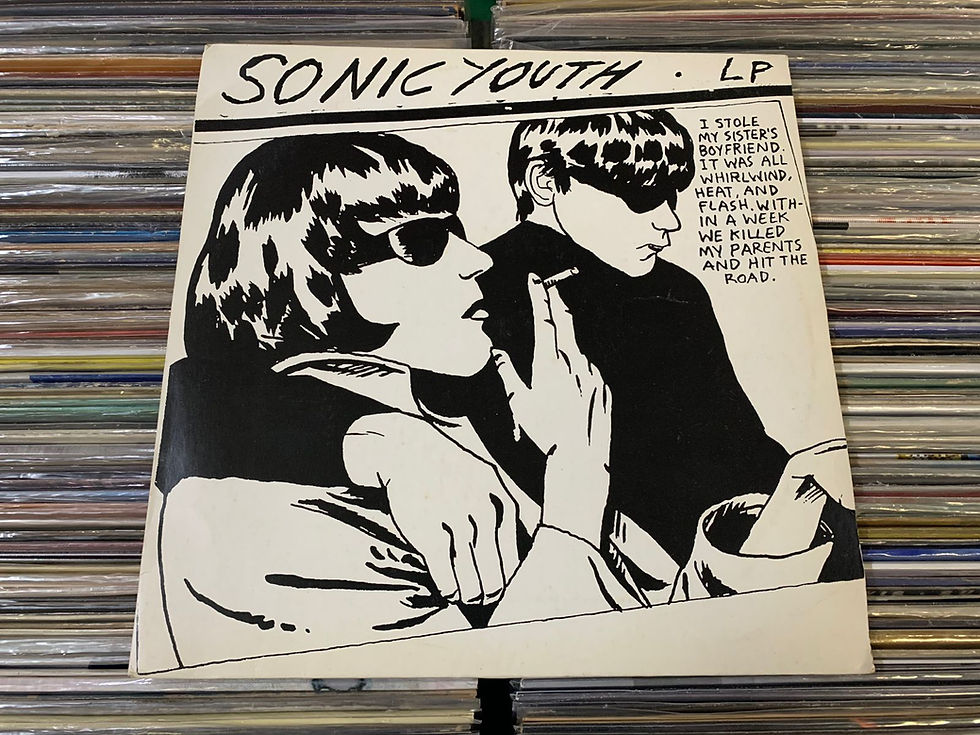 SONIC YOUTH · LP
I STOLE
MY SISTER'S
BOYFRIEND.
IT WAS ALL
WHIRLWIND,
HEAT, AND
FLASH. WITH-
IN A WEEK
WE KILLED
MY PARENTS
AND HIT THE
ROAD.